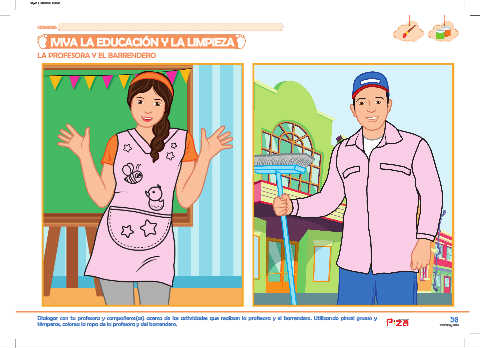 ¡VIVA LA EDUCACIÓN Y LA LIMPIEZA
LA PROFESORA Y EL BARRENDERO
Dialogar con tu profesora y compañeros(as) acerca de las actividades que realizan la profesora y el barrendero. Utilizando pincel grueso y
témperas, colorea la ropa de la profesora y del barrendero.
58